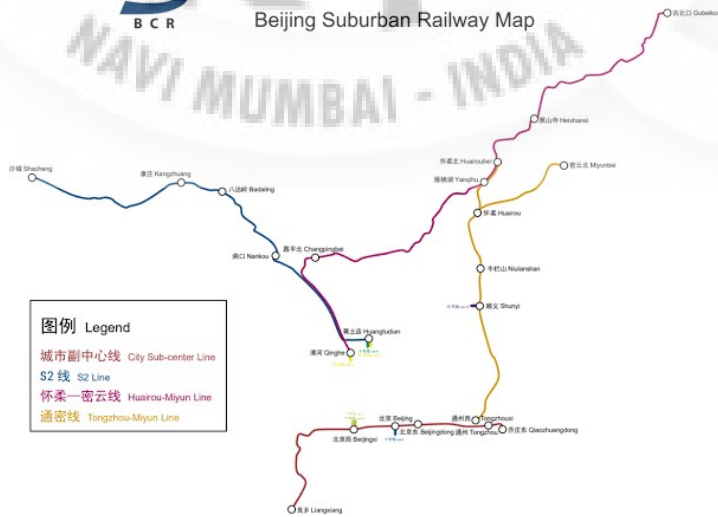 BCR
Beijing Suburban Railway Map
NAVI MUMBAI - INDIA
古北口 Gubeikou
黑山寺 Heishansi
怀柔北 Huairoubei
密云北 Miyunbei
雁栖湖 Yanqihu
沙城 Shacheng
康庄 Kangzhuang
八达岭 Badaling
怀柔 Huairou
昌平北 Changpingbei
南口 Nankou
牛栏山 Niulanshan
顺义 Shunyi
黄土店 Huangtudian
清河 Qinghe
图例 Legend
城市副中心线 City Sub-center Line
S2 线 S2 Line
怀柔—密云线 Huairou-Miyun Line
通密线 Tongzhou-Miyun Line
北京 Beijing
通州西 Tongzhouxi
北京西 Beijingxi
北京东 Beijingdong
通州 Tongzhou
乔庄东 Qiaozhuangdong
良乡 Liangxiang